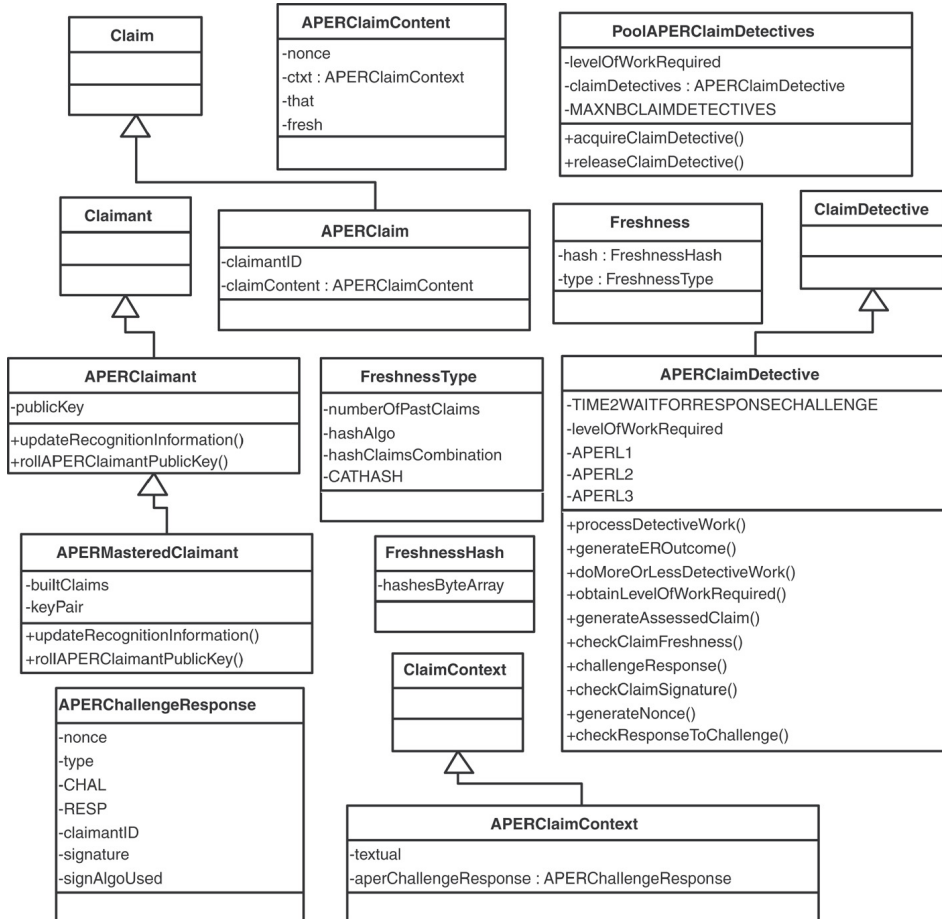 Claim
APERClaimContent
-nonce
-ctxt : APERClaimContext
-that
-fresh
PoolAPERClaimDetectives
-levelOfWorkRequired
-claimDetectives : APERClaimDetective
-MAXNBCLAIMDETECTIVES
+acquireClaimDetective()
+releaseClaimDetective()
Claimant
APERClaim
-claimantID
-claimContent : APERClaimContent
Freshness
-hash : FreshnessHash
-type : FreshnessType
ClaimDetective
APERClaimant
-publicKey
+updateRecognitionInformation()
+rollAPERClaimantPublicKey()
FreshnessType
-numberOfPastClaims
-hashAlgo
-hashClaimsCombination
-CATHASH
APERClaimDetective
-TIME2WAITFORRESPONSECHALLENGE
-levelOfWorkRequired
-APERL1
-APERL2
-APERL3
+processDetectiveWork()
+generateEROutcome()
+doMoreOrLessDetectiveWork()
+obtainLevelOfWorkRequired()
+generateAssessedClaim()
+checkClaimFreshness()
+challengeResponse()
+checkClaimSignature()
+generateNonce()
+checkResponseToChallenge()
APERMasteredClaimant
-builtClaims
-keyPair
+updateRecognitionInformation()
+rollAPERClaimantPublicKey()
FreshnessHash
-hashesByteArray
ClaimContext
APERChallengeResponse
-nonce
-type
-CHAL
-RESP
-claimantID
-signature
-signAlgoUsed
APERClaimContext
-textual
-aperChallengeResponse : APERChallengeResponse